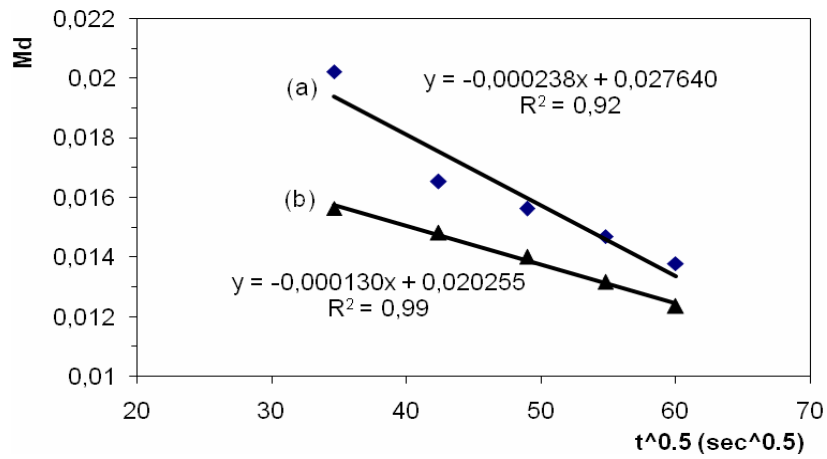 Md
0,022
0,02
0,018
0,016
0,014
0,012
0,01
(a)
y = -0,000238x + 0,027640
R² = 0,92
(b)
y = -0,000130x + 0,020255
R² = 0,99
20 30 40 50 60 70
t^0.5 (sec^0.5)